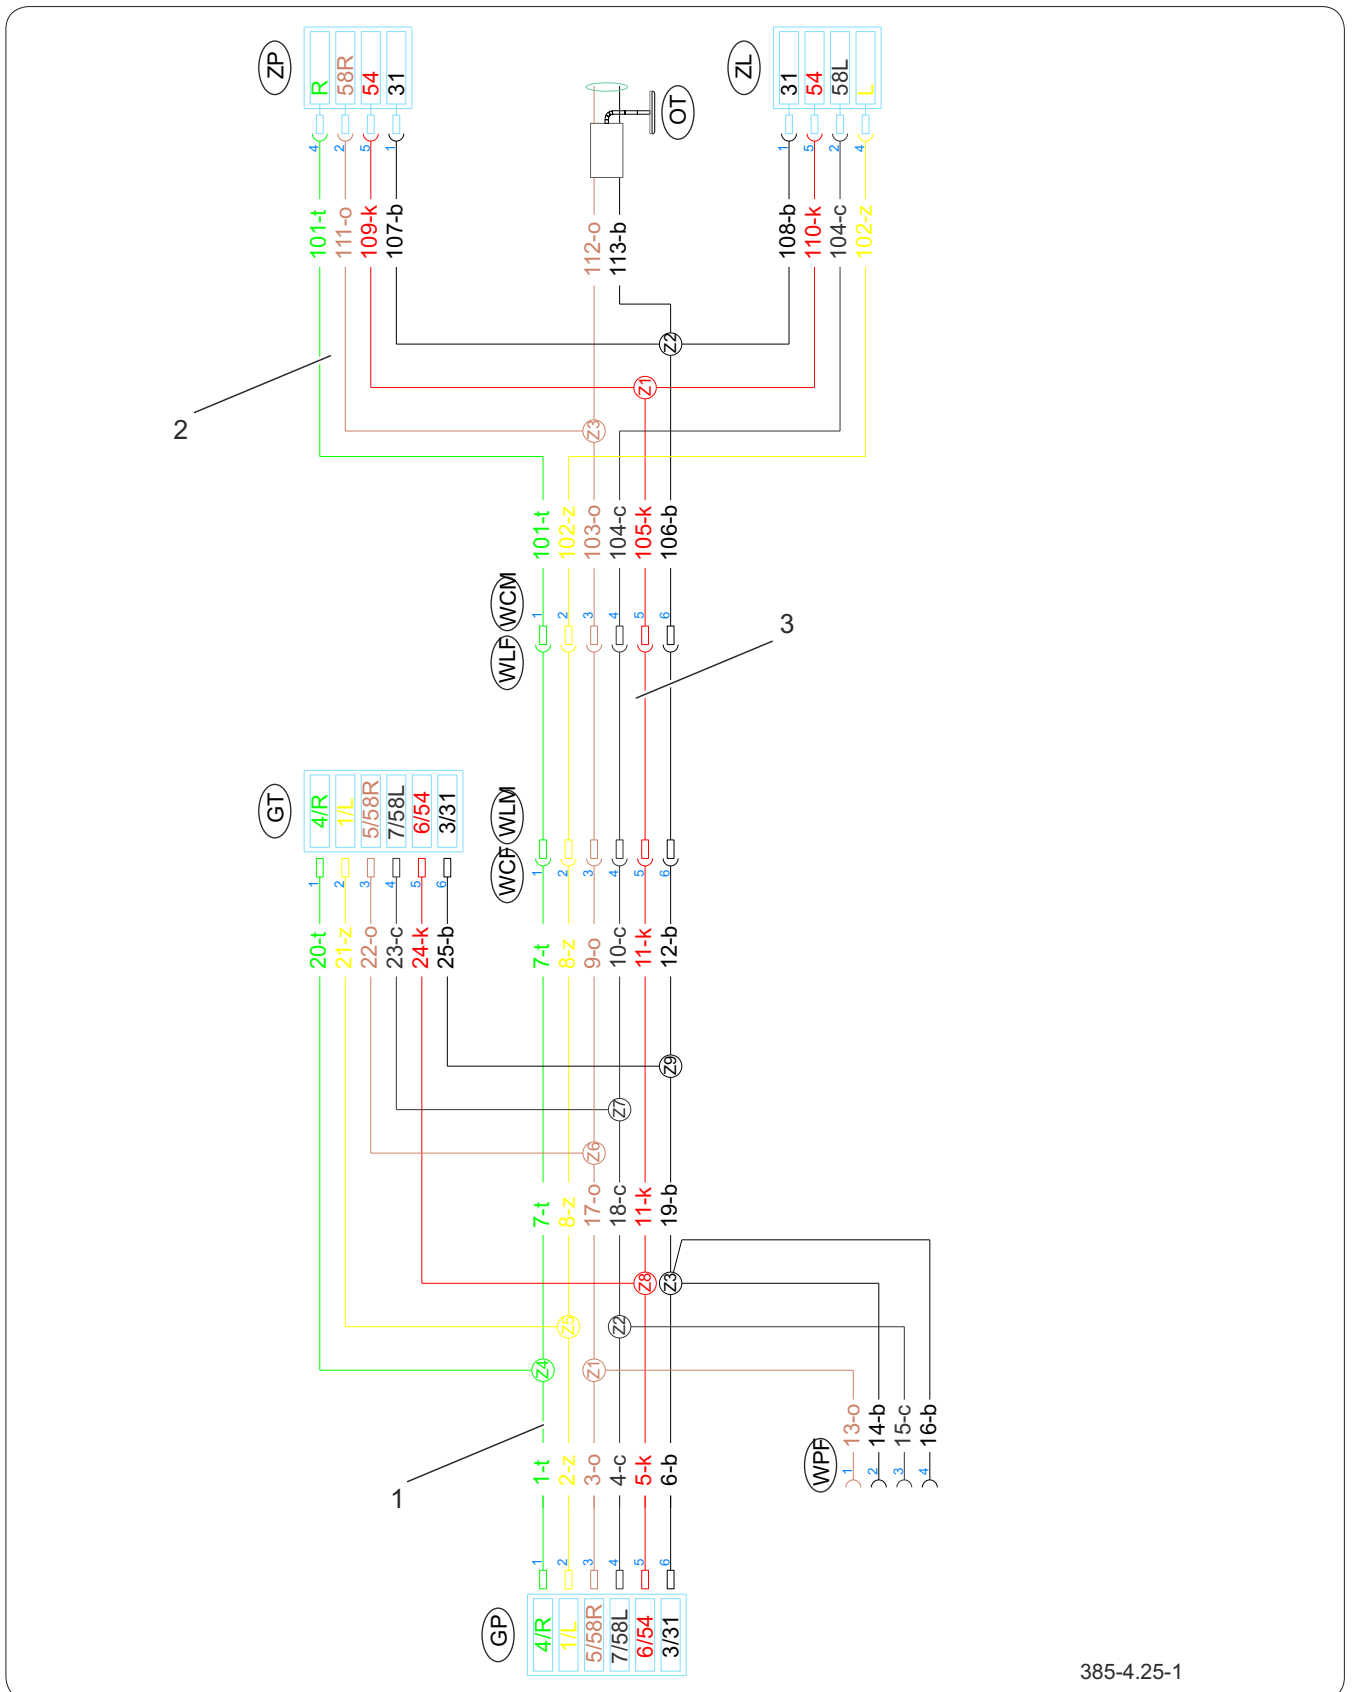 ZP
R
58R
54
31
4
2
5
1
101-t
111-o
109-k
107-b
OT
112-o
113-b
ZL
31
54
58L
L
1
5
2
4
108-b
110-k
104-c
102-z
Z2
Z1
Z3
2
101-t
102-z
103-o
104-c
105-k
106-b
WCM
WLF
1
2
3
4
5
6
3
GT
4/R
1/L
5/58R
7/58L
6/54
3/31
1
2
3
4
5
6
20-t
21-z
22-o
23-c
24-k
25-b
WLM
WCF
1
2
3
4
5
6
7-t
8-z
9-o
10-c
11-k
12-b
Z9
Z7
Z6
7-t
8-z
17-o
18-c
11-k
19-b
Z8
Z3
Z5
Z2
Z4
Z1
WPF
13-o
14-b
15-c
16-b
1
2
3
4
1
1-t
2-z
3-o
4-c
5-k
6-b
1
2
3
4
5
6
GP
4/R
1/L
5/58R
7/58L
6/54
3/31
385-4.25-1